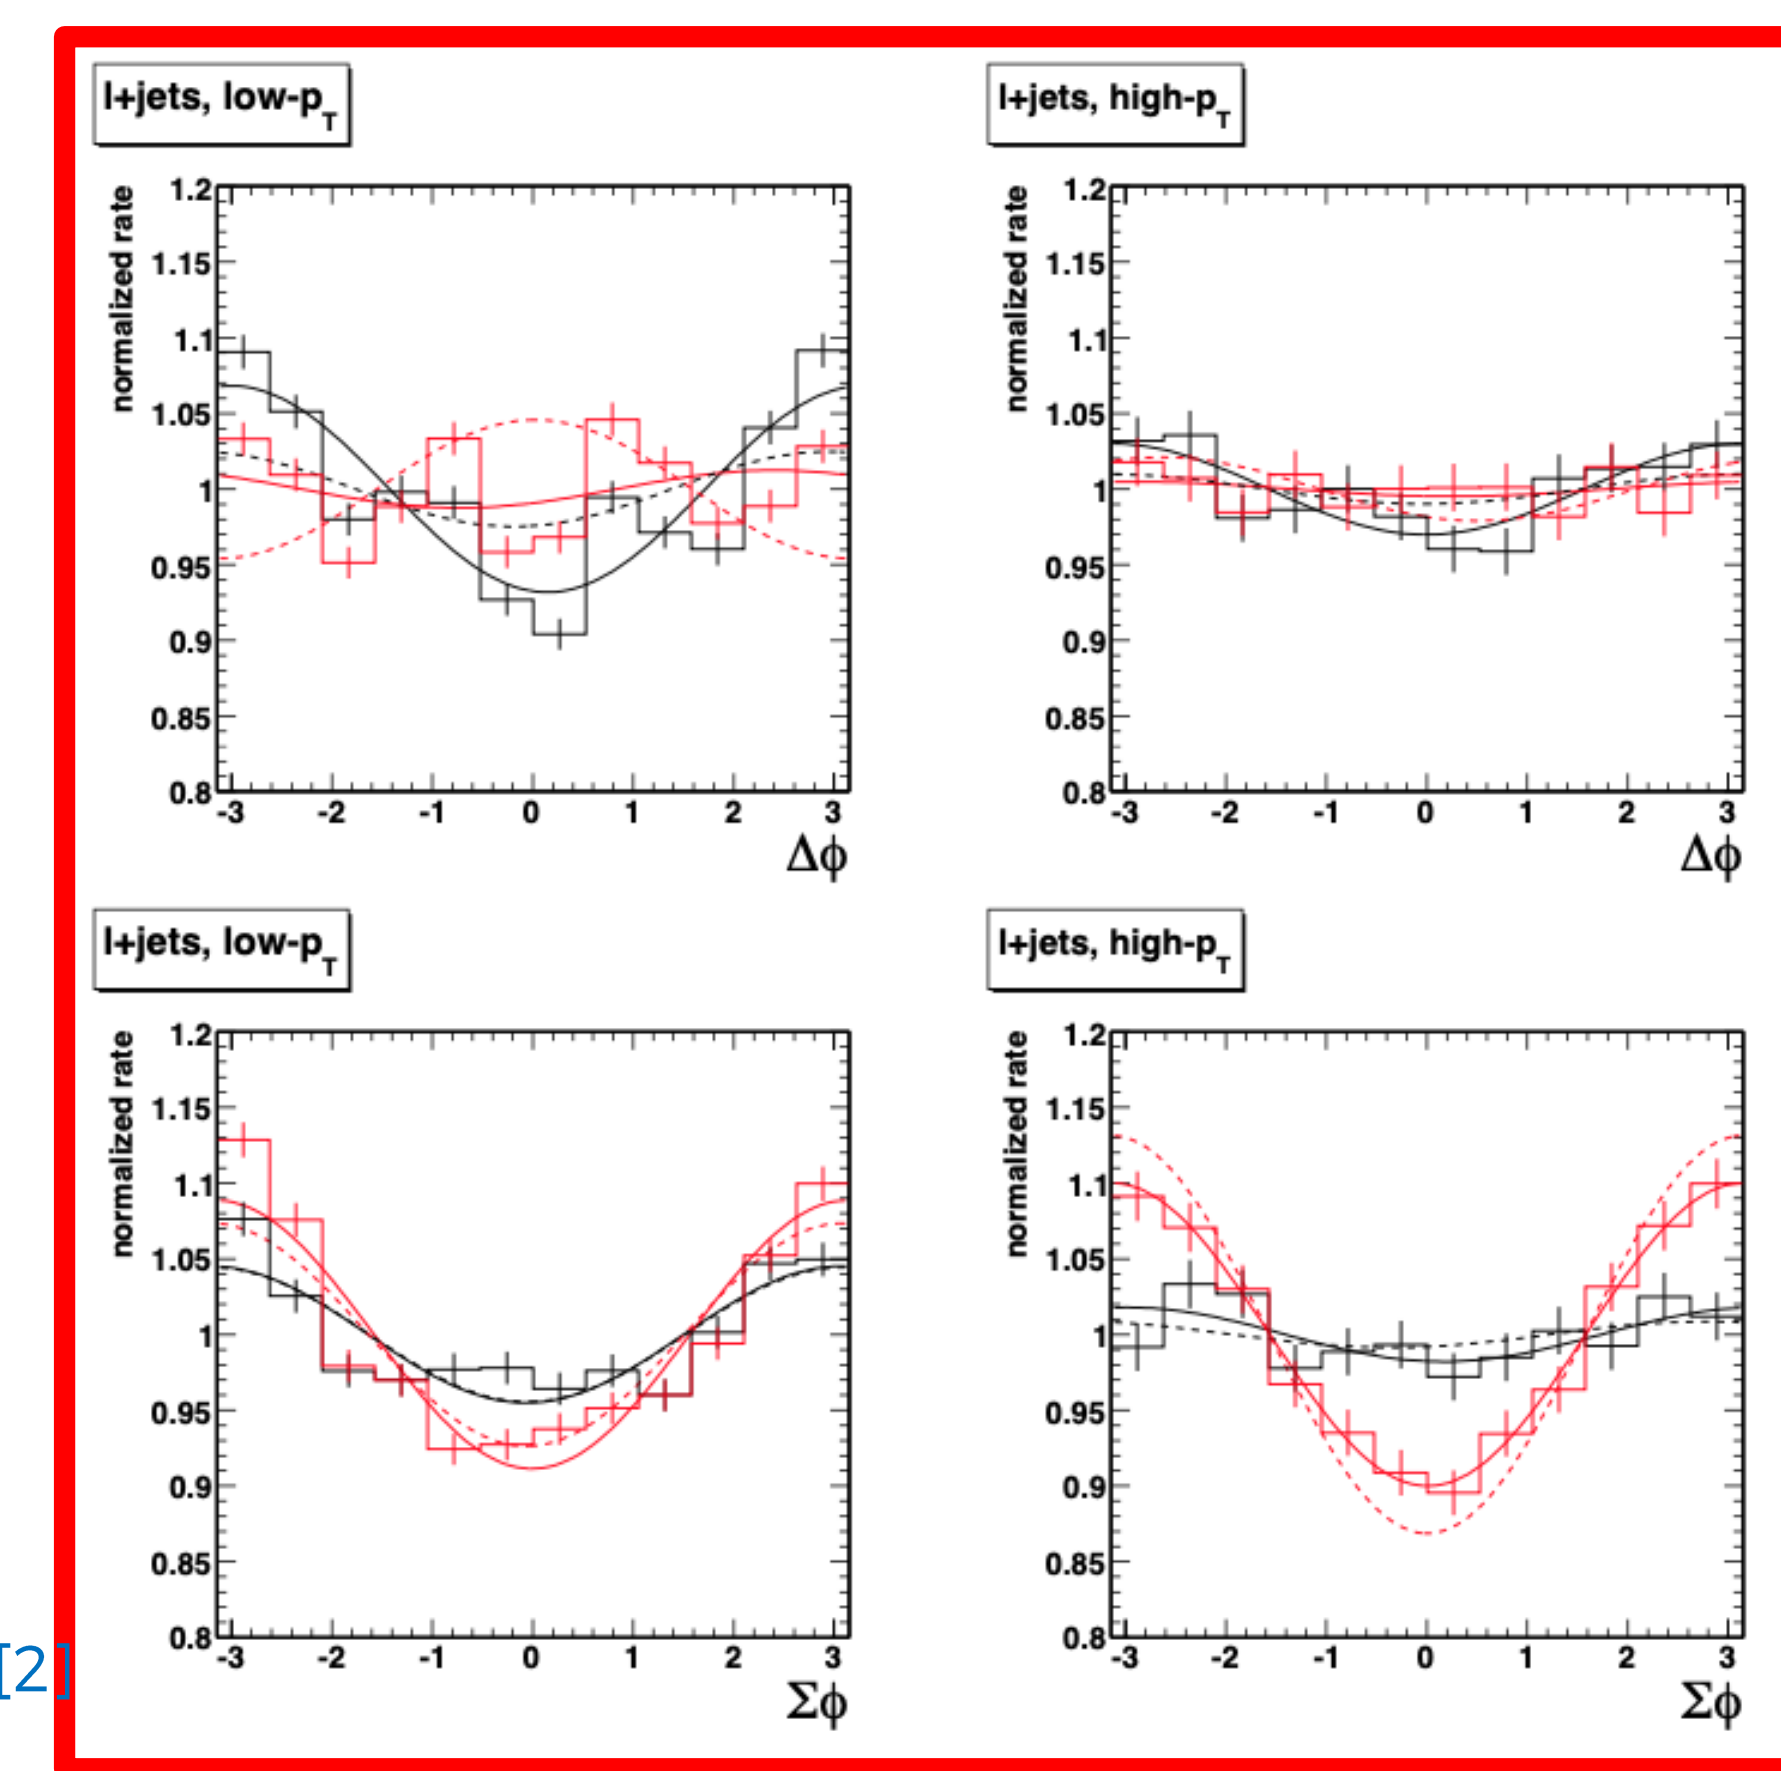 l+jets, low-pT
normalized rate
1.2
1.15
1.1
1.05
1
0.95
0.9
0.85
0.8
-3 -2 -1 0 1 2 3
Δϕ
l+jets, high-pT
normalized rate
1.2
1.15
1.1
1.05
1
0.95
0.9
0.85
0.8
-3 -2 -1 0 1 2 3
Δϕ
l+jets, low-pT
normalized rate
1.2
1.15
1.1
1.05
1
0.95
0.9
0.85
0.8
-3 -2 -1 0 1 2 3
Σϕ
l+jets, high-pT
normalized rate
1.2
1.15
1.1
1.05
1
0.95
0.9
0.85
0.8
-3 -2 -1 0 1 2 3
Σϕ
[2]